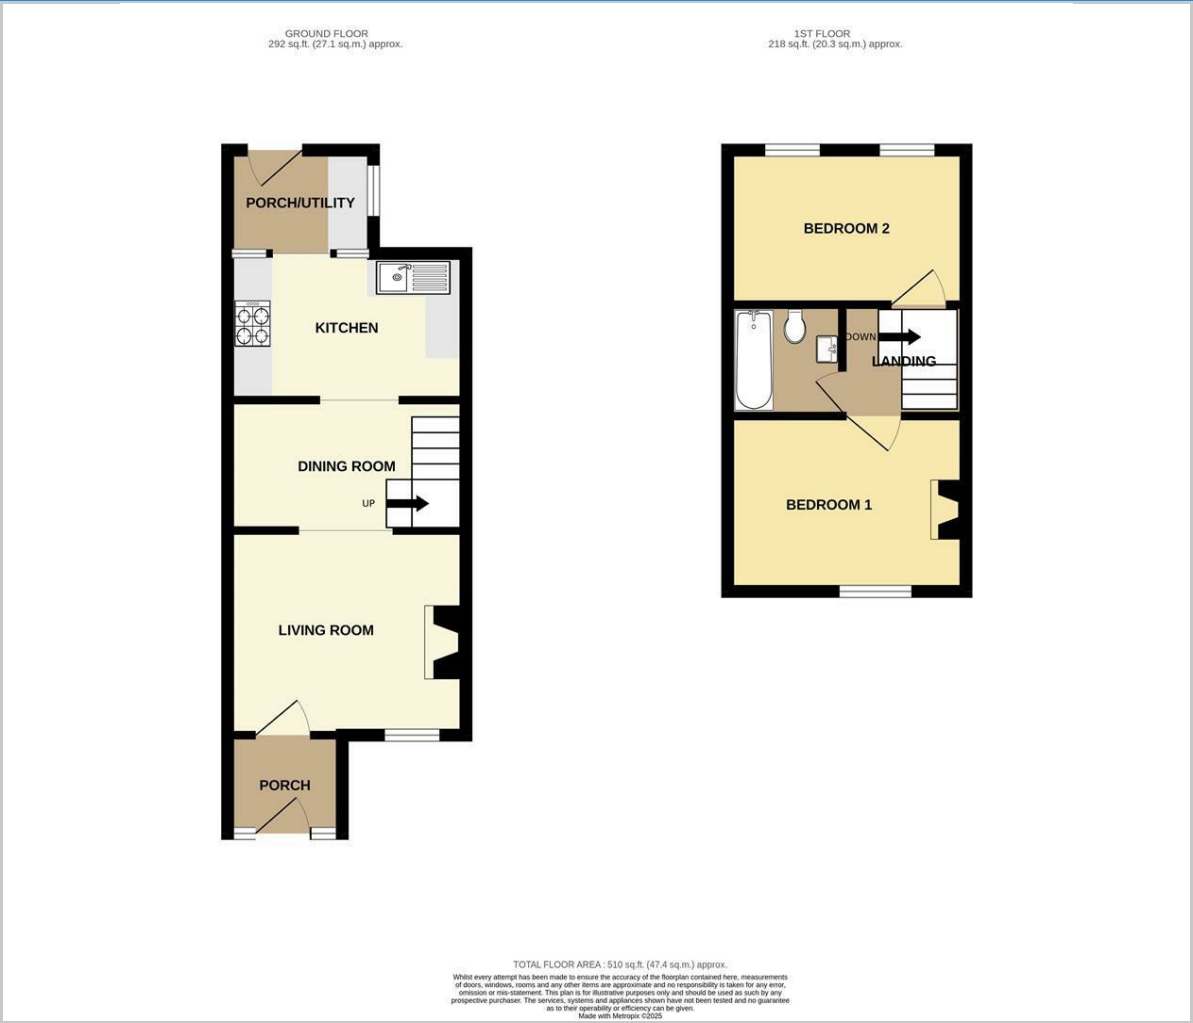 GROUND FLOOR
292 sq.ft. (27.1 sq.m.) approx.
1ST FLOOR
218 sq.ft. (20.3 sq.m.) approx.
PORCH/UTILITY
KITCHEN
DINING ROOM
UP
LIVING ROOM
PORCH
BEDROOM 2
DOWN
LANDING
BEDROOM 1
TOTAL FLOOR AREA : 510 sq.ft. (47.4 sq.m.) approx.
Whilst every attempt has been made to ensure the accuracy of the floorplan contained here, measurements
of doors, windows, rooms and any other items are approximate and no responsibility is taken for any error,
omission or mis-statement. This plan is for illustrative purposes only and should be used as such by any
prospective purchaser. The services, systems and appliances shown have not been tested and no guarantee
as to their operability or efficiency can be given.
Made with Metropix ©2025